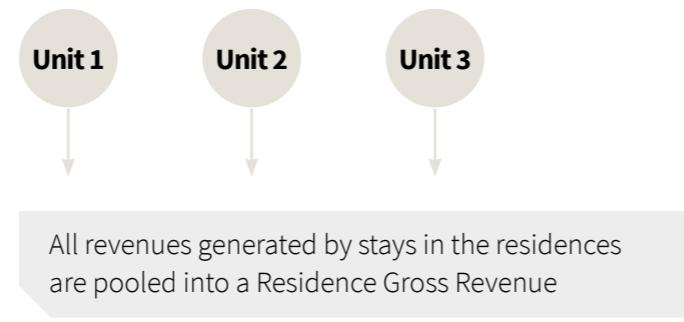 Unit 1
Unit 2
Unit 3
All revenues generated by stays in the residences
are pooled into a Residence Gross Revenue